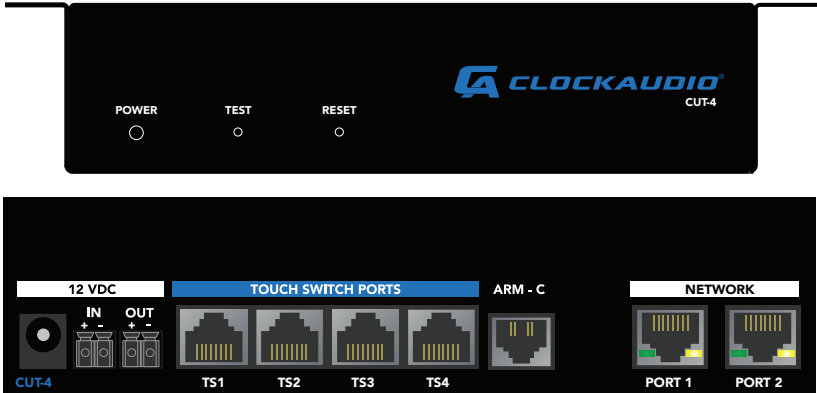 CA CLOCKAUDIO®
CUT-4
POWER TEST RESET
12 VDC TOUCH SWITCH PORTS ARM - C NETWORK
IN OUT
+ - + -
CUT-4 TS1 TS2 TS3 TS4 PORT 1 PORT 2